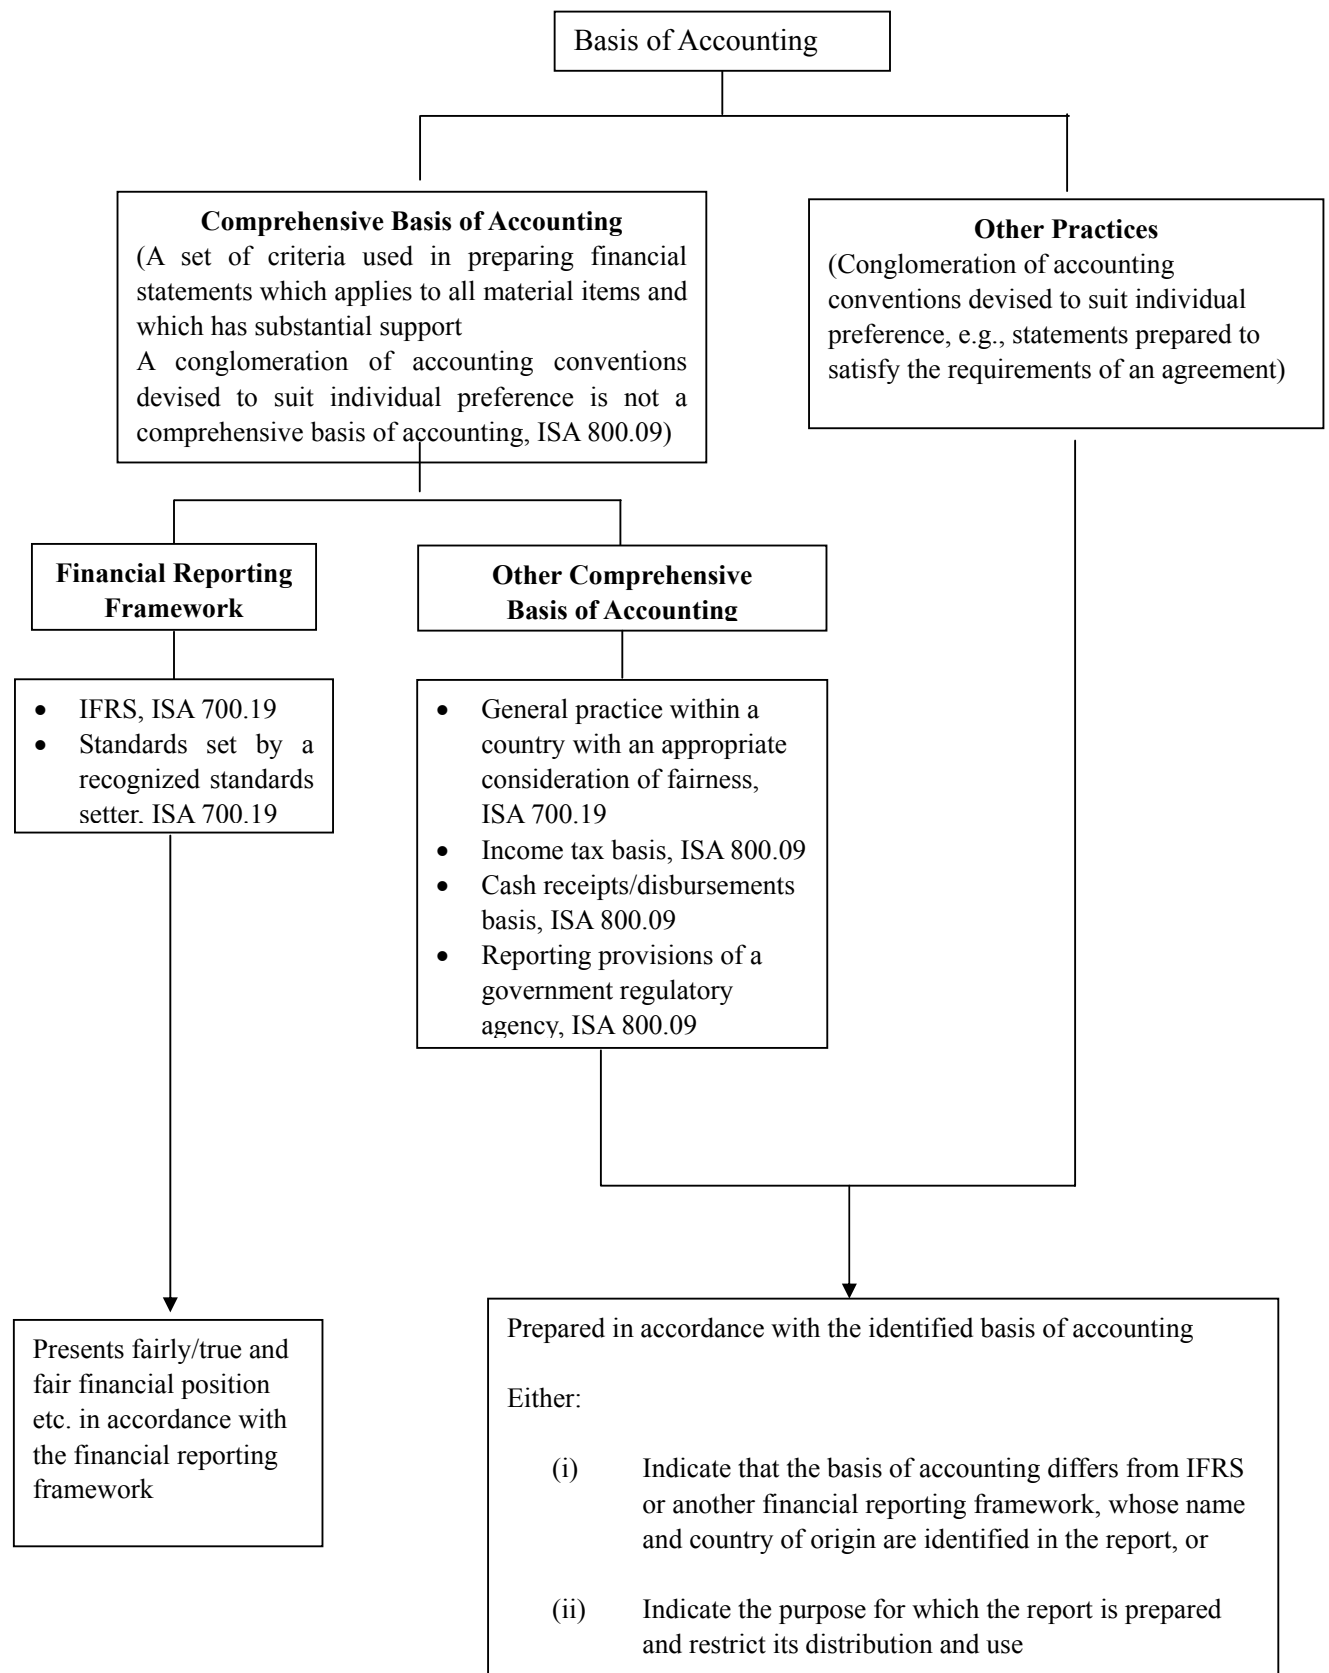 Basis of Accounting
Comprehensive Basis of Accounting
(A set of criteria used in preparing financial
statements which applies to all material items and
which has substantial support
A conglomeration of accounting conventions
devised to suit individual preference is not a
comprehensive basis of accounting, ISA 800.09)
Other Practices
(Conglomeration of accounting
conventions devised to suit individual
preference, e.g., statements prepared to
satisfy the requirements of an agreement)
Financial Reporting
Framework
Other Comprehensive
Basis of Accounting
• IFRS, ISA 700.19
• Standards set by a
recognized standards
setter, ISA 700.19
• General practice within a
country with an appropriate
consideration of fairness,
ISA 700.19
• Income tax basis, ISA 800.09
• Cash receipts/disbursements
basis, ISA 800.09
• Reporting provisions of a
government regulatory
agency, ISA 800.09
Presents fairly/true and
fair financial position
etc. in accordance with
the financial reporting
framework
Prepared in accordance with the identified basis of accounting
Either:
(i) Indicate that the basis of accounting differs from IFRS
or another financial reporting framework, whose name
and country of origin are identified in the report, or
(ii) Indicate the purpose for which the report is prepared
and restrict its distribution and use